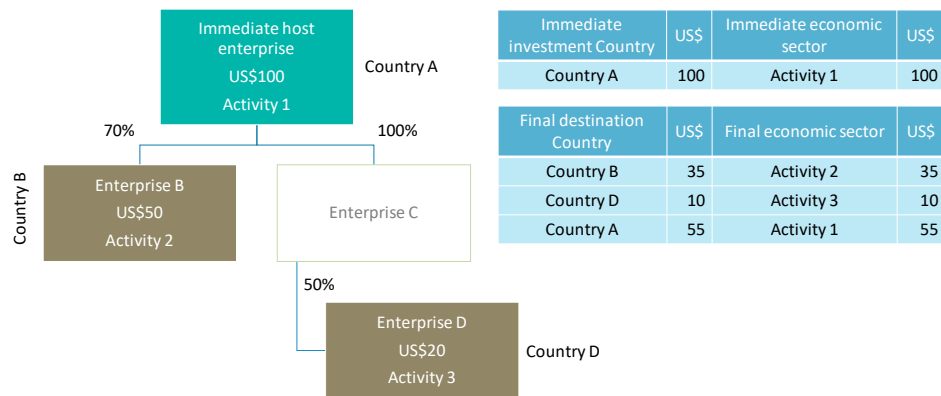 Immediate host
enterprise
US$100
Activity 1
Country A
70%
100%
Country B
Enterprise B
US$50
Activity 2
Enterprise C
50%
Enterprise D
US$20
Activity 3
Country D
Immediate investment Country US$ Immediate economic sector US$
Country A 100 Activity 1 100
Final destination Country US$ Final economic sector US$
Country B 35 Activity 2 35
Country D 10 Activity 3 10
Country A 55 Activity 1 55